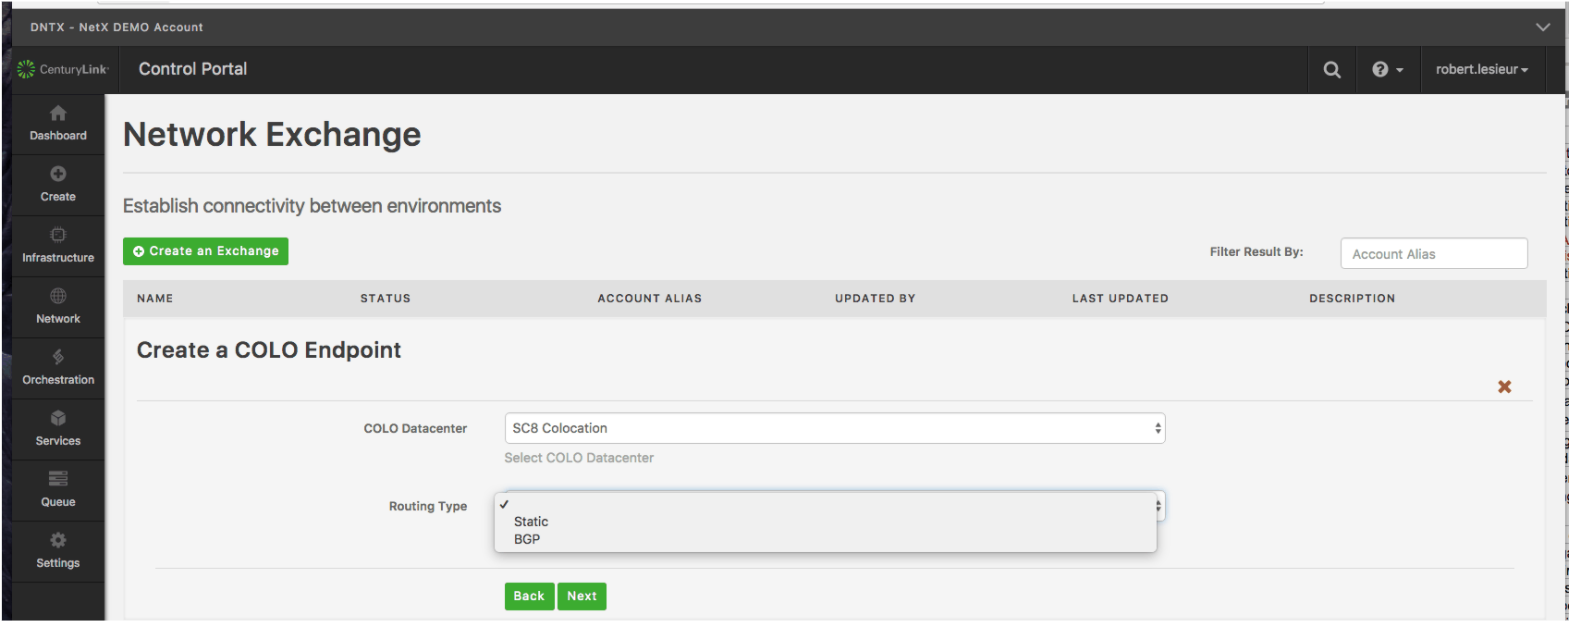 DNTX - NetX DEMO Account
CenturyLink
Control Portal
robert.lesieur
Dashboard
Create
Infrastructure
Network
Orchestration
Services
Queue
Settings
Network Exchange
Establish connectivity between environments
Create an Exchange
Filter Result By:
Account Alias
NAME STATUS ACCOUNT ALIAS UPDATED BY LAST UPDATED DESCRIPTION
Create a COLO Endpoint
COLO Datacenter
SC8 Colocation
Select COLO Datacenter
Routing Type
Static
BGP
Back
Next